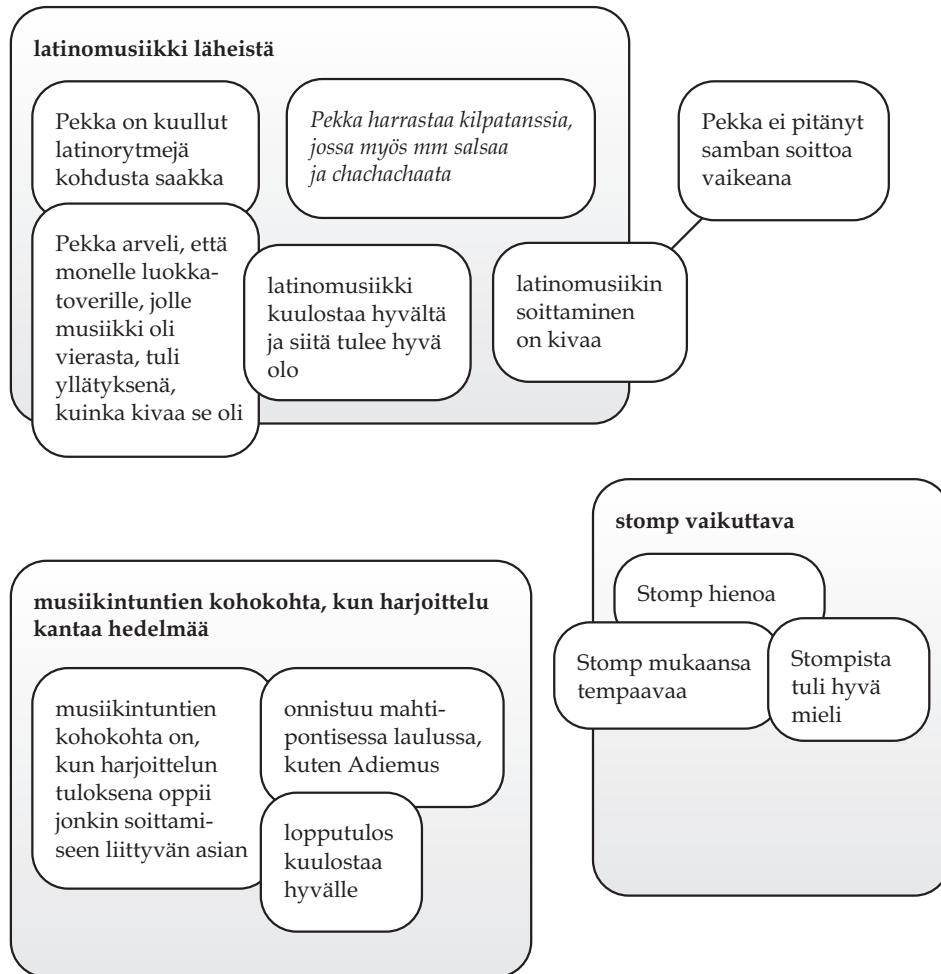 latinomusiikki läheistä
Pekka on kuullut
latinorytmejä
kohdusta saakka
Pekka harrastaa kilpatanssia,
jossa myös mm salsaa
ja chachachaata
Pekka ei pitänyt
samban soittoa
vaikeana
Pekka arveli, että
monelle luokka-
toverille, jolle
musiikki oli
vierasta, tuli
yllätyksenä,
kuinka kivaa se oli
latinomusiikki
kuulostaa hyvältä
ja siitä tulee hyvä
olo
latinomusiikin
soittaminen
on kivaa
stomp vaikuttava
Stomp hienoa
Stomp mukaansa
tempaavaa
Stompista
tuli hyvä
mieli
musiikintuntien kohokohta, kun harjoittelu
kantaa hedelmää
musiikintuntien
kohokohta on,
kun harjoittelun
tuloksena oppii
jonkin soittami-
seen liittyvän asian
onnistuu mahti-
pontisessa laulussa,
kuten Adiemus
lopputulos
kuulostaa
hyvälle